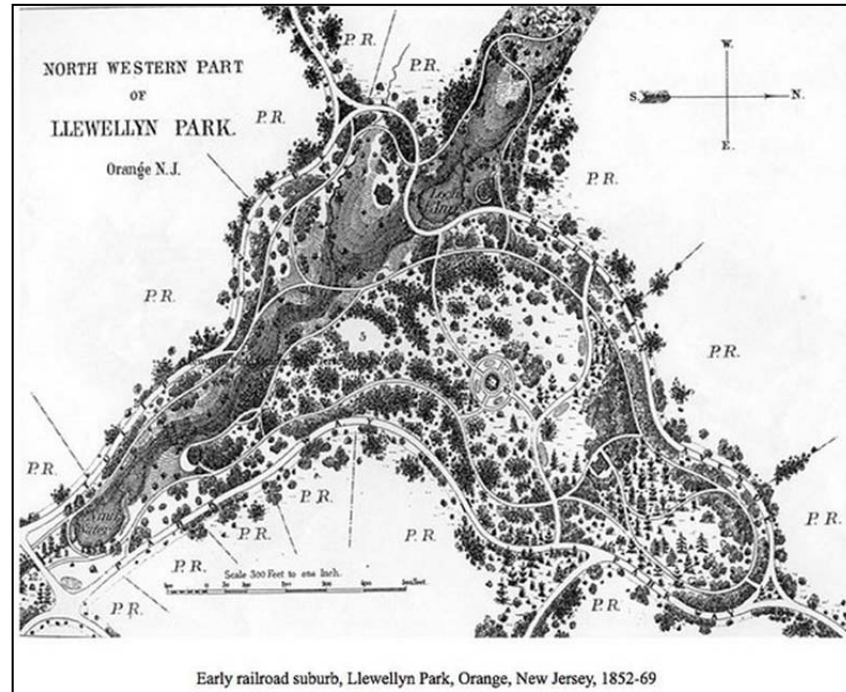 NORTH WESTERN PART
OF
LLEWELLYN PARK.
Orange N.J.
P.R.
P.R.
P.R.
W.
S.
N.
E.
P.R.
P.R.
P.R.
5
P.R.
P.R.
P.R.
P.R.
P.R.
P.R.
P.R.
Scale 300 Feet to one Inch.
Early railroad suburb, Llewellyn Park, Orange, New Jersey, 1852-69